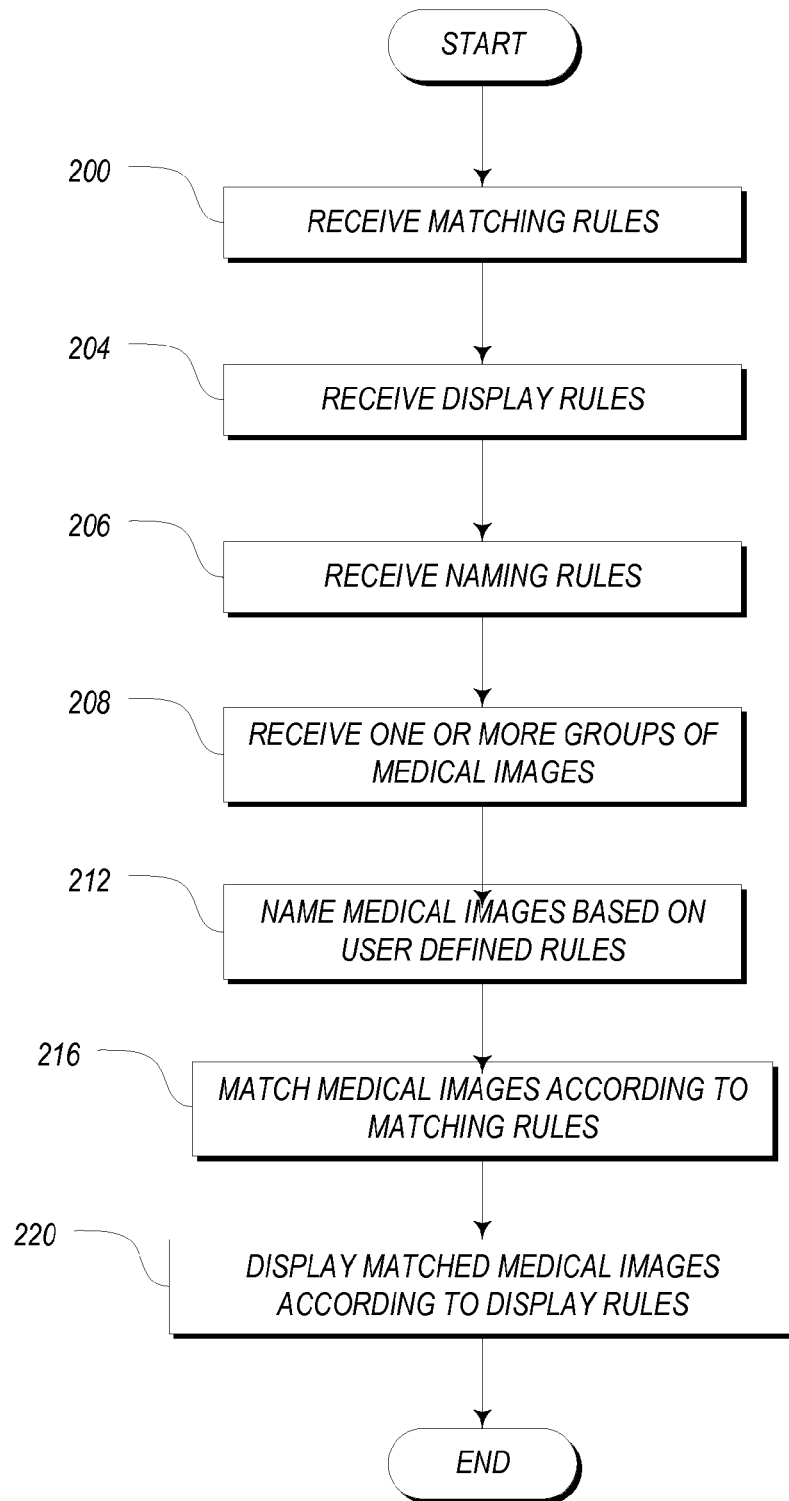 START
200
RECEIVE MATCHING RULES
204
RECEIVE DISPLAY RULES
206
RECEIVE NAMING RULES
208
RECEIVE ONE OR MORE GROUPS OF
MEDICAL IMAGES
212
NAME MEDICAL IMAGES BASED ON
USER DEFINED RULES
216
MATCH MEDICAL IMAGES ACCORDING TO
MATCHING RULES
220
DISPLAY MATCHED MEDICAL IMAGES
ACCORDING TO DISPLAY RULES
END